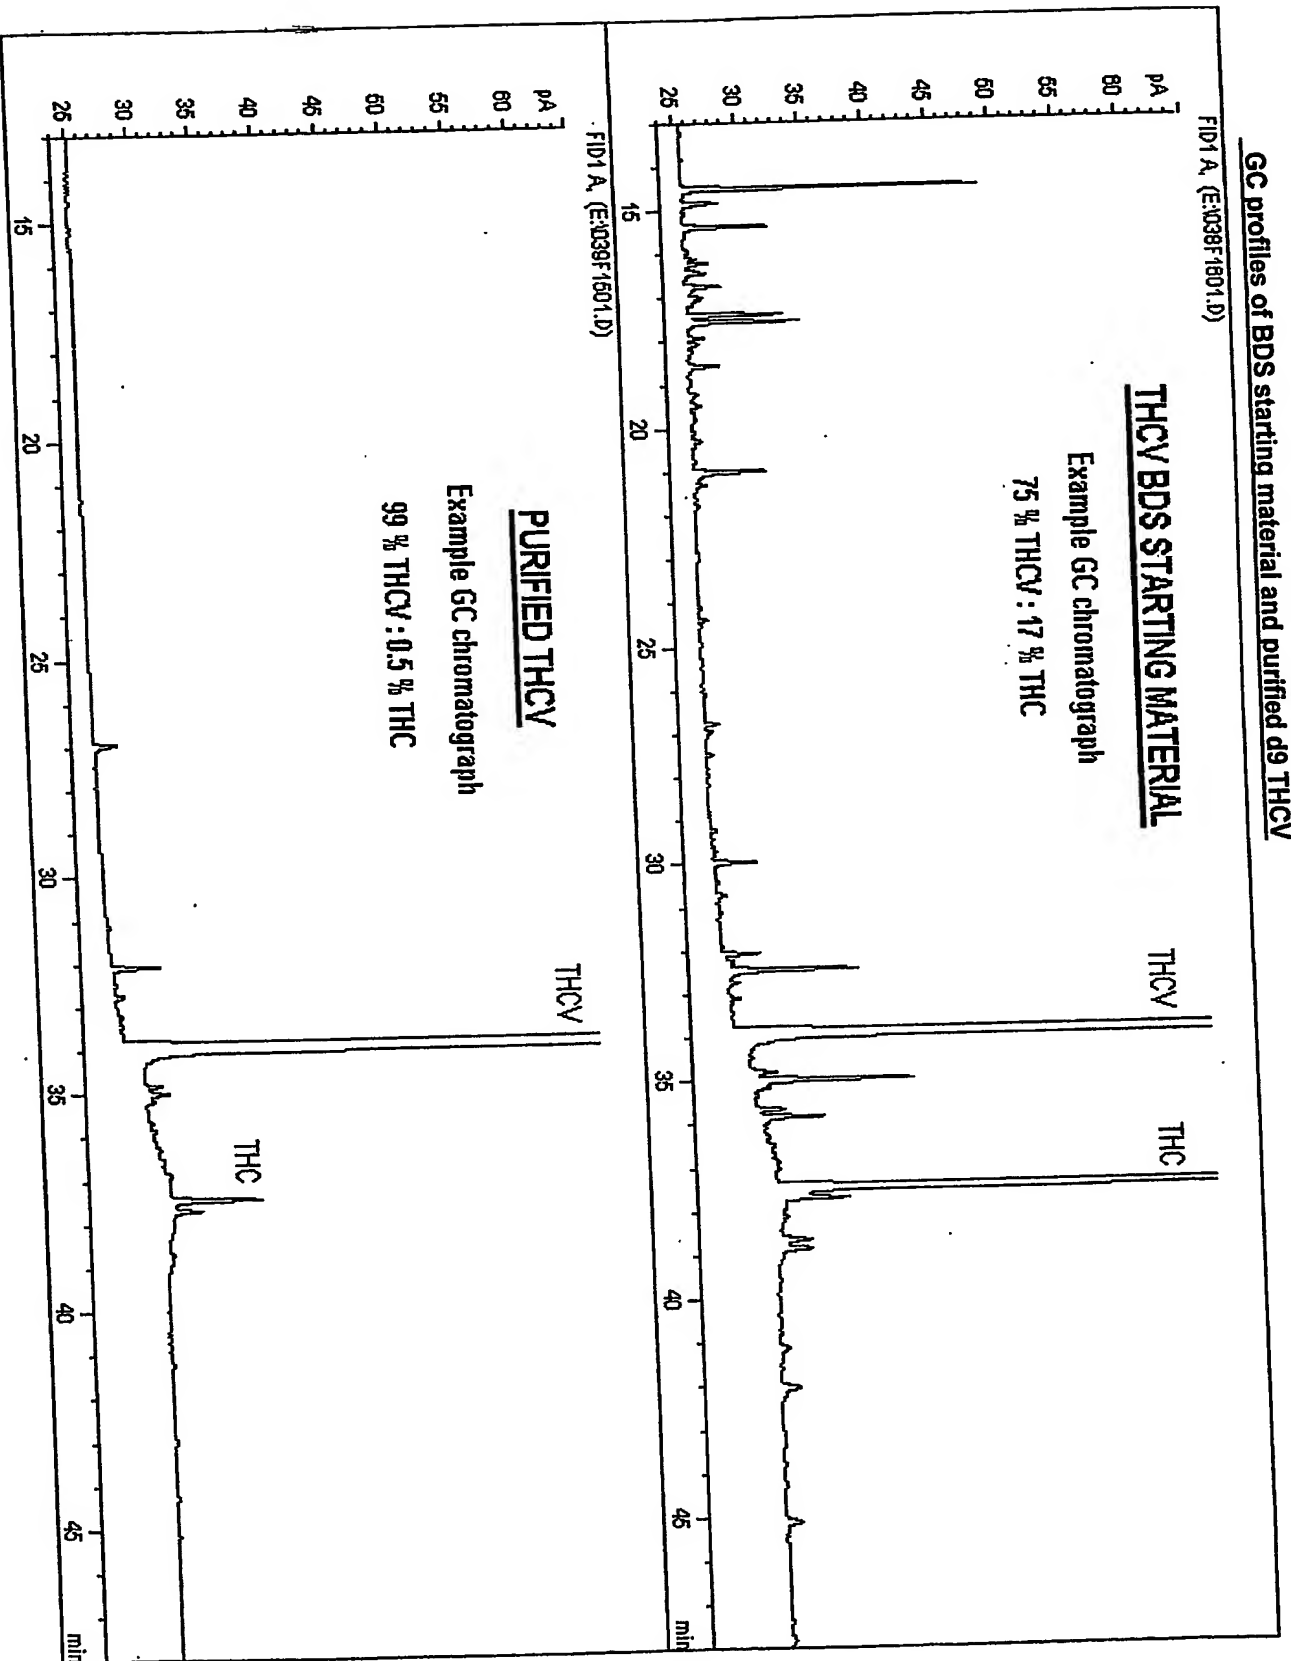 GC profiles of BDS starting material and purified d9 THCV
FID1 A, (E:\038F1601.D)
pA
60
55
50
45
40
35
30
25
THCV BDS STARTING MATERIAL
Example GC chromatograph
75 % THCV : 17 % THC
THCV
THC
15
20
25
30
35
40
45
min
FID1 A, (E:\039F1501.D)
pA
60
55
50
45
40
35
30
25
PURIFIED THCV
Example GC chromatograph
99 % THCV : 0.5 % THC
THCV
THC
15
20
25
30
35
40
45
min